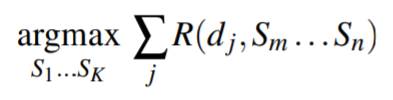 argmax ∑ R(d_j, S_m … S_n)
S_1…S_K j